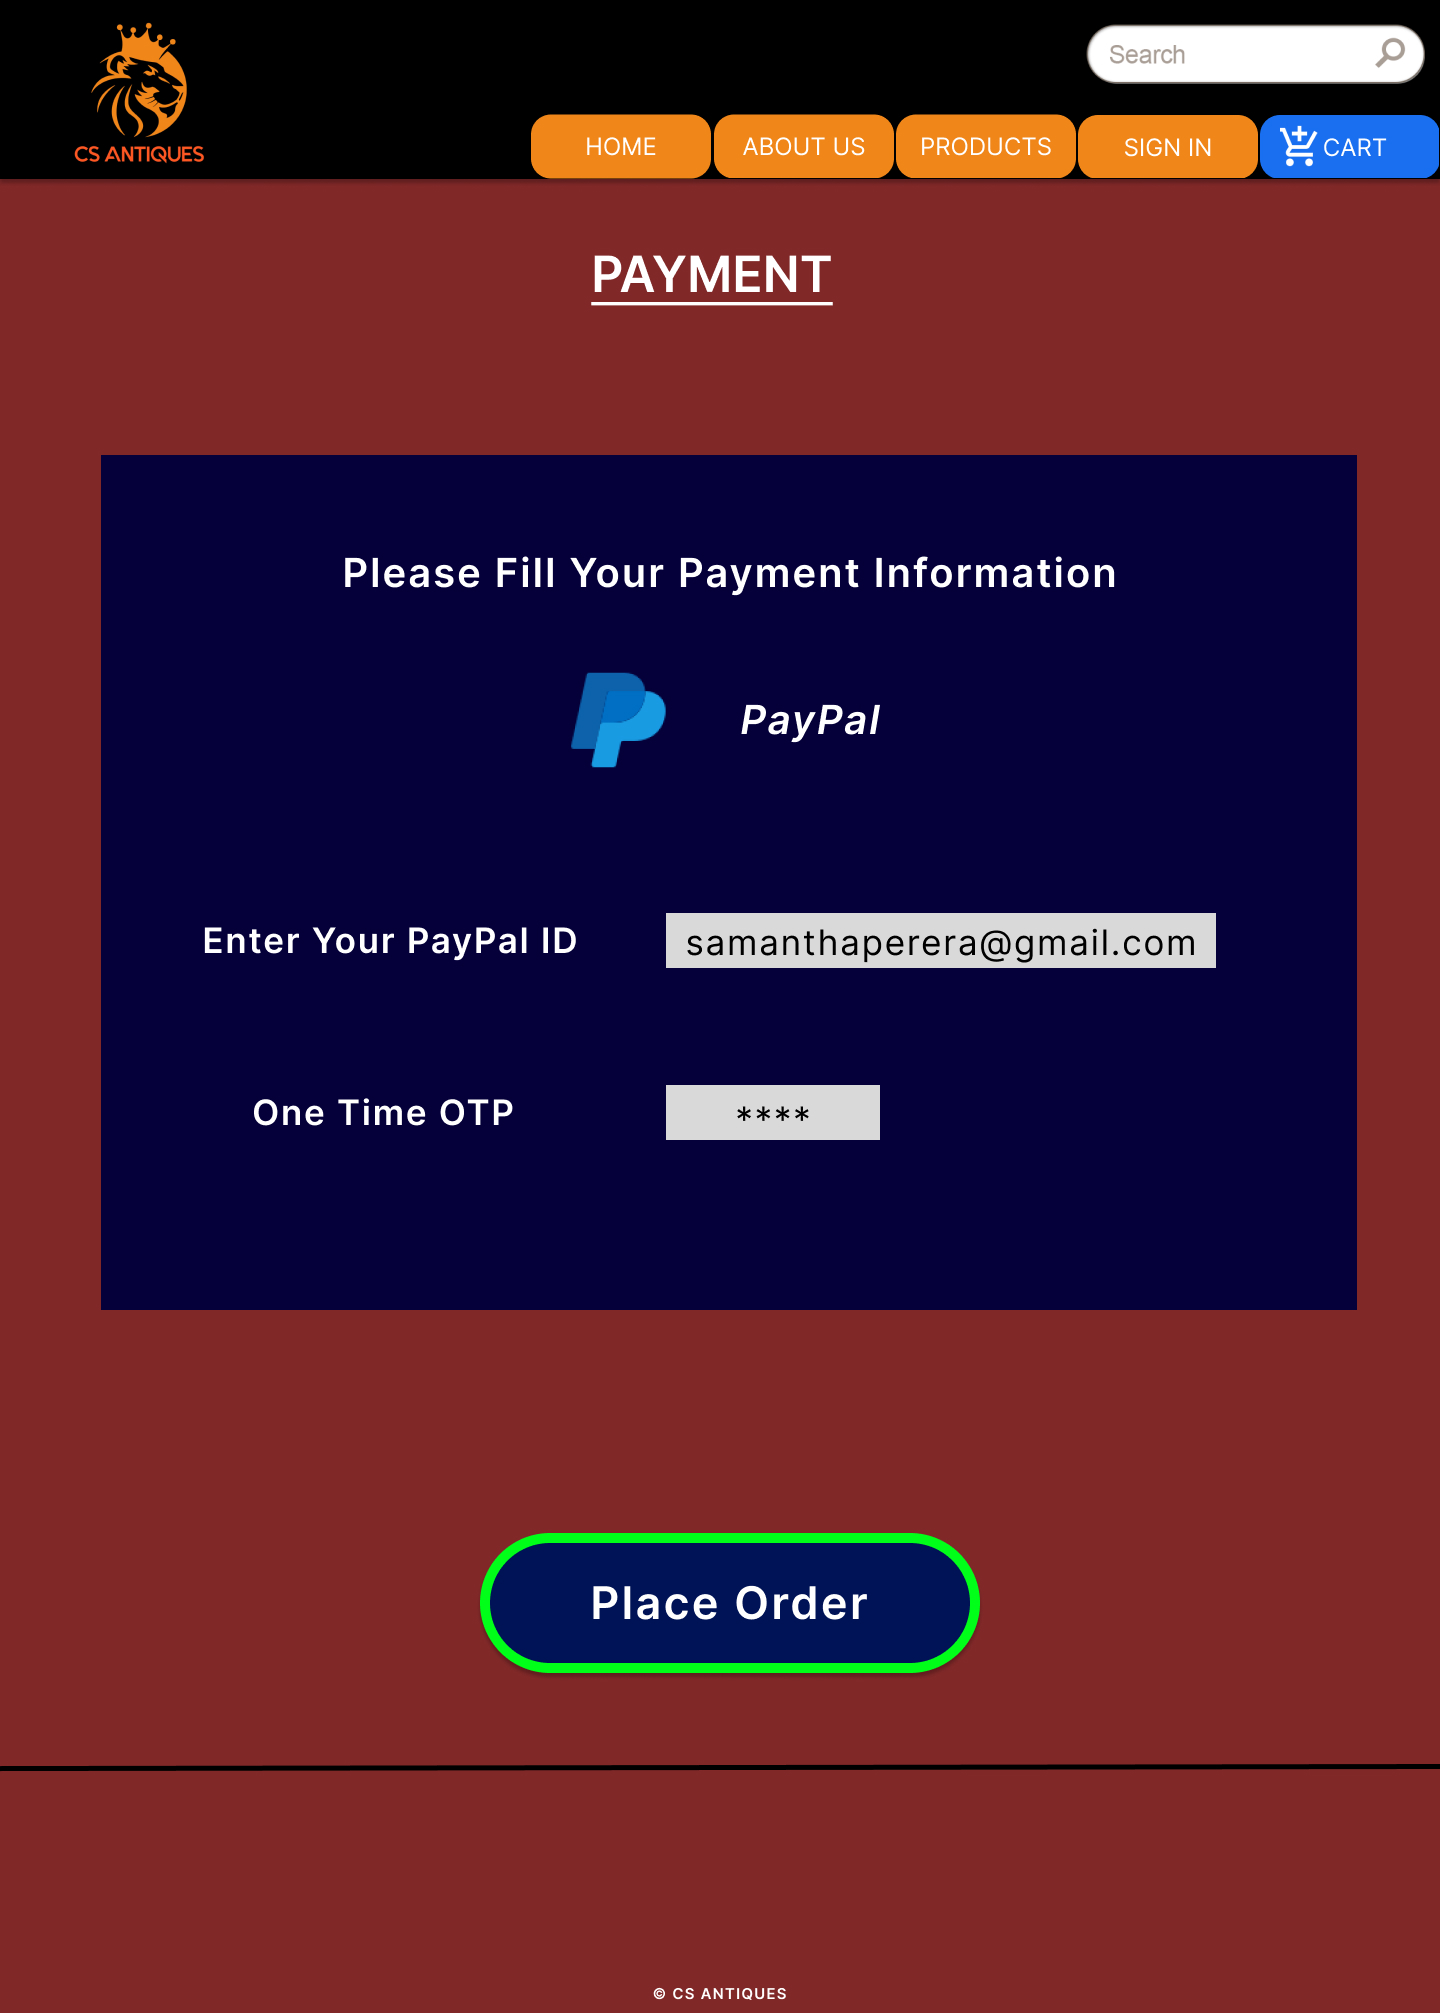 CS ANTIQUES
Search
HOME
ABOUT US
PRODUCTS
SIGN IN
CART
PAYMENT
Please Fill Your Payment Information
PayPal
Enter Your PayPal ID
samanthaperera@gmail.com
One Time OTP
****
Place Order
© CS ANTIQUES